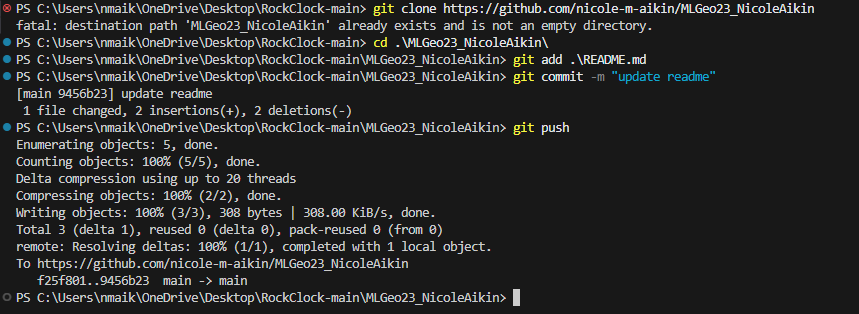 PS C:\Users\nmaik\OneDrive\Desktop\RockClock-main> git clone https://github.com/nicole-m-aikin/MLGeo23_NicoleAikin
fatal: destination path 'MLGeo23_NicoleAikin' already exists and is not an empty directory.
PS C:\Users\nmaik\OneDrive\Desktop\RockClock-main> cd .\MLGeo23_NicoleAikin\
PS C:\Users\nmaik\OneDrive\Desktop\RockClock-main\MLGeo23_NicoleAikin> git add .\README.md
PS C:\Users\nmaik\OneDrive\Desktop\RockClock-main\MLGeo23_NicoleAikin> git commit -m "update readme"
[main 9456b23] update readme
 1 file changed, 2 insertions(+), 2 deletions(-)
PS C:\Users\nmaik\OneDrive\Desktop\RockClock-main\MLGeo23_NicoleAikin> git push
Enumerating objects: 5, done.
Counting objects: 100% (5/5), done.
Delta compression using up to 20 threads
Compressing objects: 100% (2/2), done.
Writing objects: 100% (3/3), 308 bytes | 308.00 KiB/s, done.
Total 3 (delta 1), reused 0 (delta 0), pack-reused 0 (from 0)
remote: Resolving deltas: 100% (1/1), completed with 1 local object.
To https://github.com/nicole-m-aikin/MLGeo23_NicoleAikin
   f25f801..9456b23  main -> main
PS C:\Users\nmaik\OneDrive\Desktop\RockClock-main\MLGeo23_NicoleAikin>